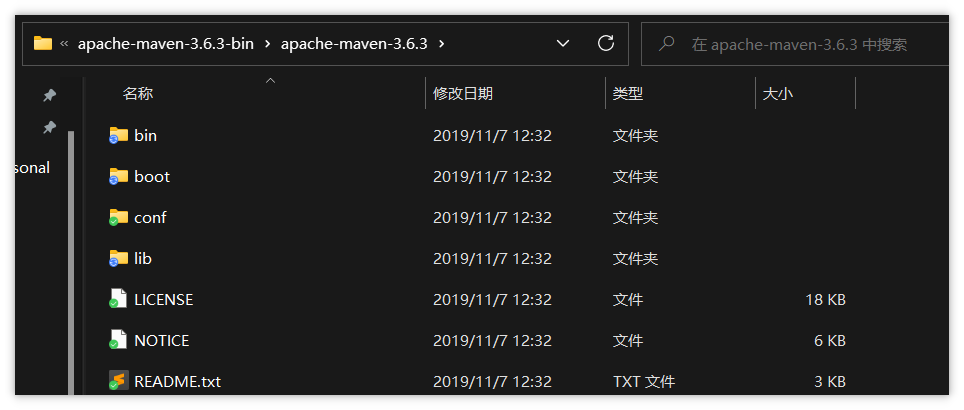 « apache-maven-3.6.3-bin › apache-maven-3.6.3 › 在 apache-maven-3.6.3 中搜索
名称 修改日期 类型 大小
bin 2019/11/7 12:32 文件夹
sonal
boot 2019/11/7 12:32 文件夹
conf 2019/11/7 12:32 文件夹
lib 2019/11/7 12:32 文件夹
LICENSE 2019/11/7 12:32 文件 18 KB
NOTICE 2019/11/7 12:32 文件 6 KB
README.txt 2019/11/7 12:32 TXT 文件 3 KB